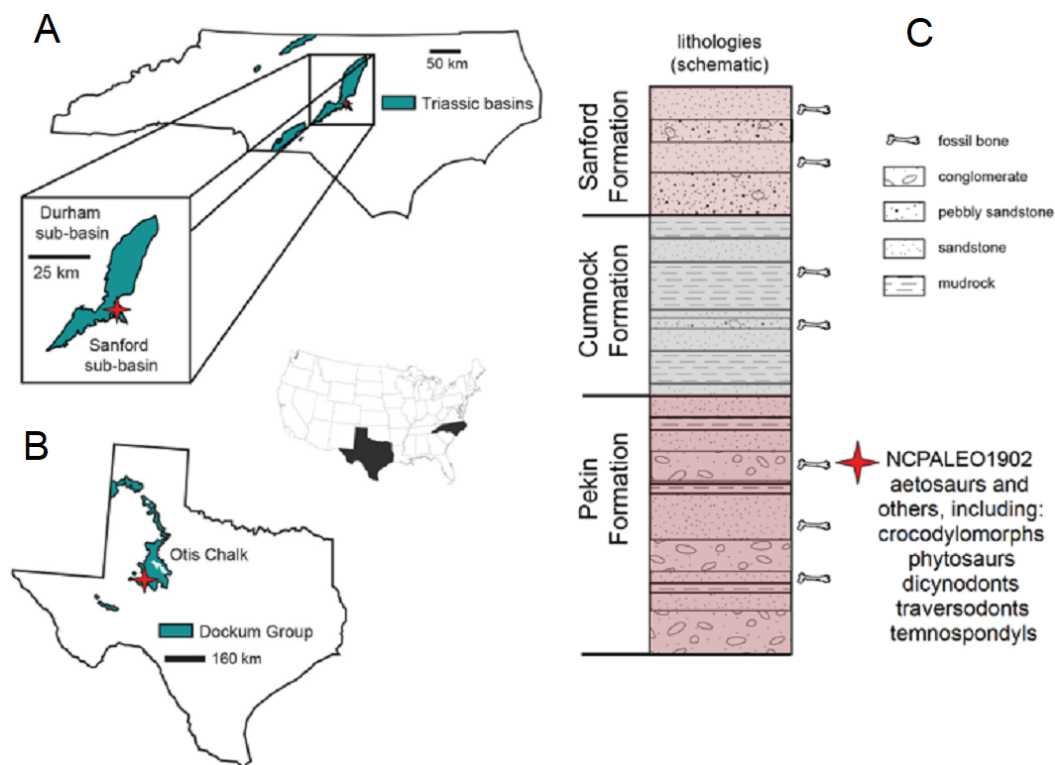 A
50 km
Triassic basins
Durham
sub-basin
25 km
Sanford
sub-basin
B
Otis Chalk
Dockum Group
160 km
C
lithologies
(schematic)
Sanford
Formation
Cumnock
Formation
Pekin
Formation
fossil bone
conglomerate
pebbly sandstone
sandstone
mudrock
NCPALEO1902
aetosaurs and
others, including:
crocodylomorphs
phytosaurs
dicynodonts
traversodonts
temnospondyls